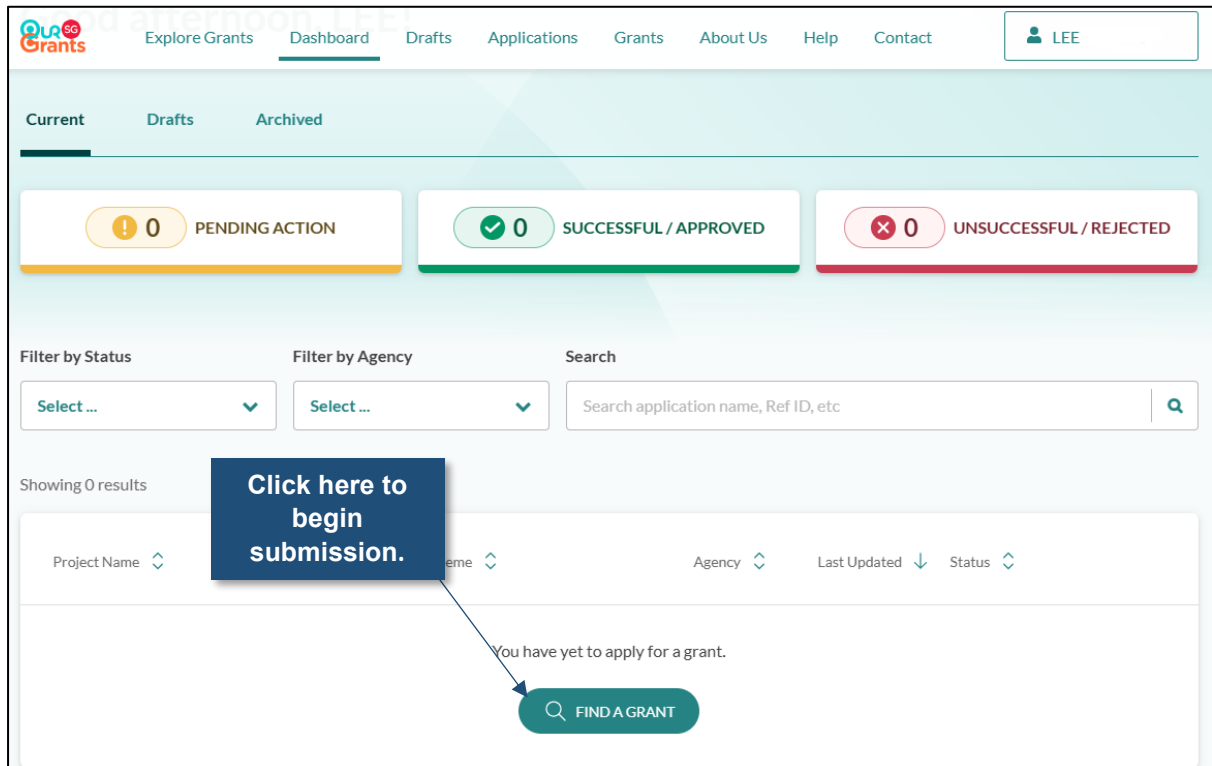 Good afternoon, LEE!
OUR SG
Grants
Explore Grants Dashboard Drafts Applications Grants About Us Help Contact LEE
Current Drafts Archived
0 PENDING ACTION 0 SUCCESSFUL / APPROVED 0 UNSUCCESSFUL / REJECTED
Filter by Status Filter by Agency Search
Select ... Select ... Search application name, Ref ID, etc
Showing 0 results
Click here to
begin
submission.
Project Name eme Agency Last Updated Status
You have yet to apply for a grant.
FIND A GRANT